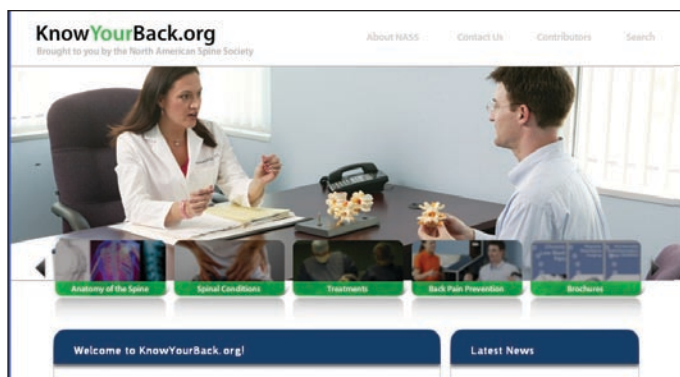 KnowYourBack.org
Brought to you by the North American Spine Society
About NASS Contact Us Contributors Search
Anatomy of the Spine Spinal Conditions Treatments Back Pain Prevention Brochures
Welcome to KnowYourBack.org! Latest News